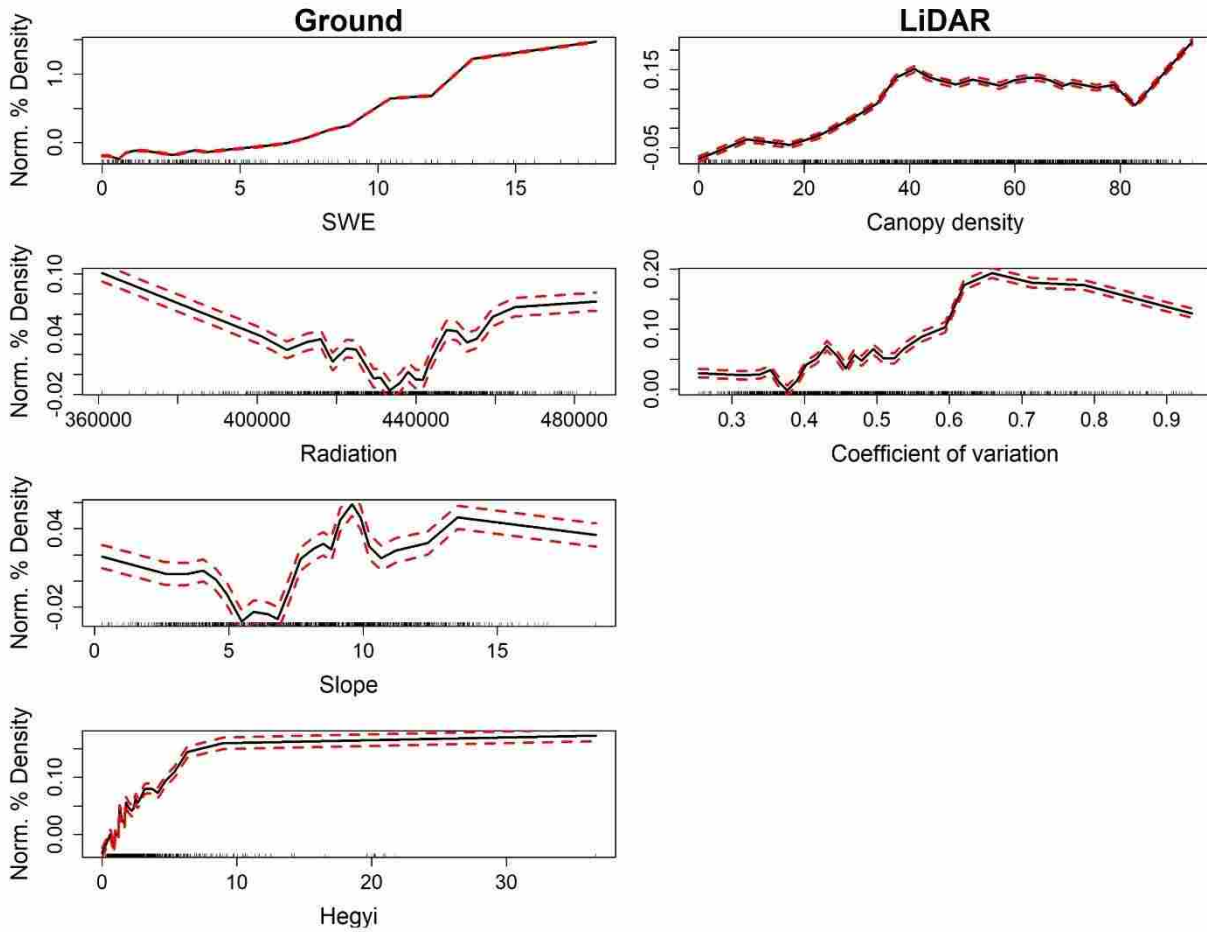 Ground
Norm. % Density
0.0 1.0
0 5 10 15
SWE
LiDAR
-0.05 0.15
0 20 40 60 80
Canopy density
Norm. % Density
-0.02 0.04 0.10
360000 400000 440000 480000
Radiation
0.00 0.10 0.20
0.3 0.4 0.5 0.6 0.7 0.8 0.9
Coefficient of variation
Norm. % Density
-0.02 0.04
0 5 10 15
Slope
Norm. % Density
0.00 0.10
0 10 20 30
Hegyi